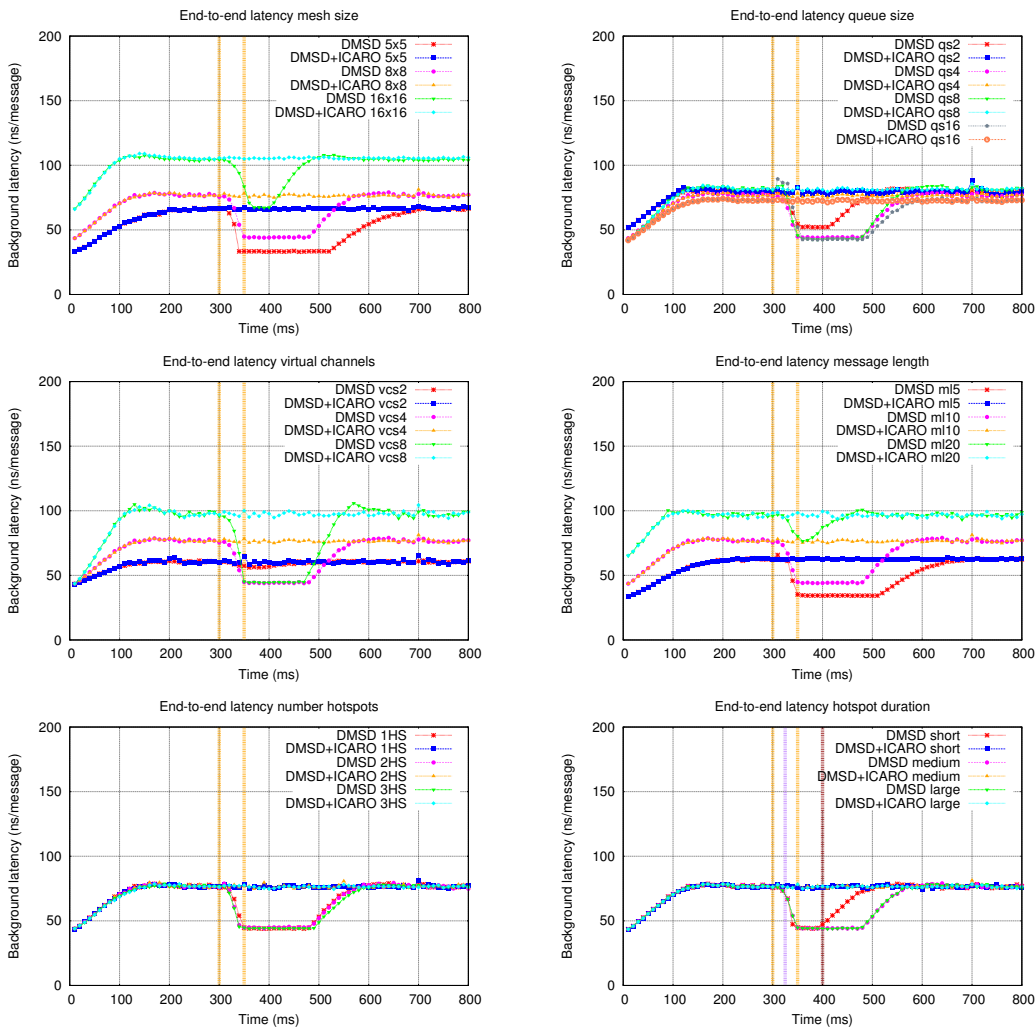 End-to-end latency mesh size
Background latency (ns/message)
200
150
100
50
0
DMSD 5x5
DMSD+ICARO 5x5
DMSD 8x8
DMSD+ICARO 8x8
DMSD 16x16
DMSD+ICARO 16x16
0 100 200 300 400 500 600 700 800
Time (ms)
End-to-end latency queue size
Background latency (ns/message)
200
150
100
50
0
DMSD qs2
DMSD+ICARO qs2
DMSD qs4
DMSD+ICARO qs4
DMSD qs8
DMSD+ICARO qs8
DMSD qs16
DMSD+ICARO qs16
0 100 200 300 400 500 600 700 800
Time (ms)
End-to-end latency virtual channels
Background latency (ns/message)
200
150
100
50
0
DMSD vcs2
DMSD+ICARO vcs2
DMSD vcs4
DMSD+ICARO vcs4
DMSD vcs8
DMSD+ICARO vcs8
0 100 200 300 400 500 600 700 800
Time (ms)
End-to-end latency message length
Background latency (ns/message)
200
150
100
50
0
DMSD ml5
DMSD+ICARO ml5
DMSD ml10
DMSD+ICARO ml10
DMSD ml20
DMSD+ICARO ml20
0 100 200 300 400 500 600 700 800
Time (ms)
End-to-end latency number hotspots
Background latency (ns/message)
200
150
100
50
0
DMSD 1HS
DMSD+ICARO 1HS
DMSD 2HS
DMSD+ICARO 2HS
DMSD 3HS
DMSD+ICARO 3HS
0 100 200 300 400 500 600 700 800
Time (ms)
End-to-end latency hotspot duration
Background latency (ns/message)
200
150
100
50
0
DMSD short
DMSD+ICARO short
DMSD medium
DMSD+ICARO medium
DMSD large
DMSD+ICARO large
0 100 200 300 400 500 600 700 800
Time (ms)